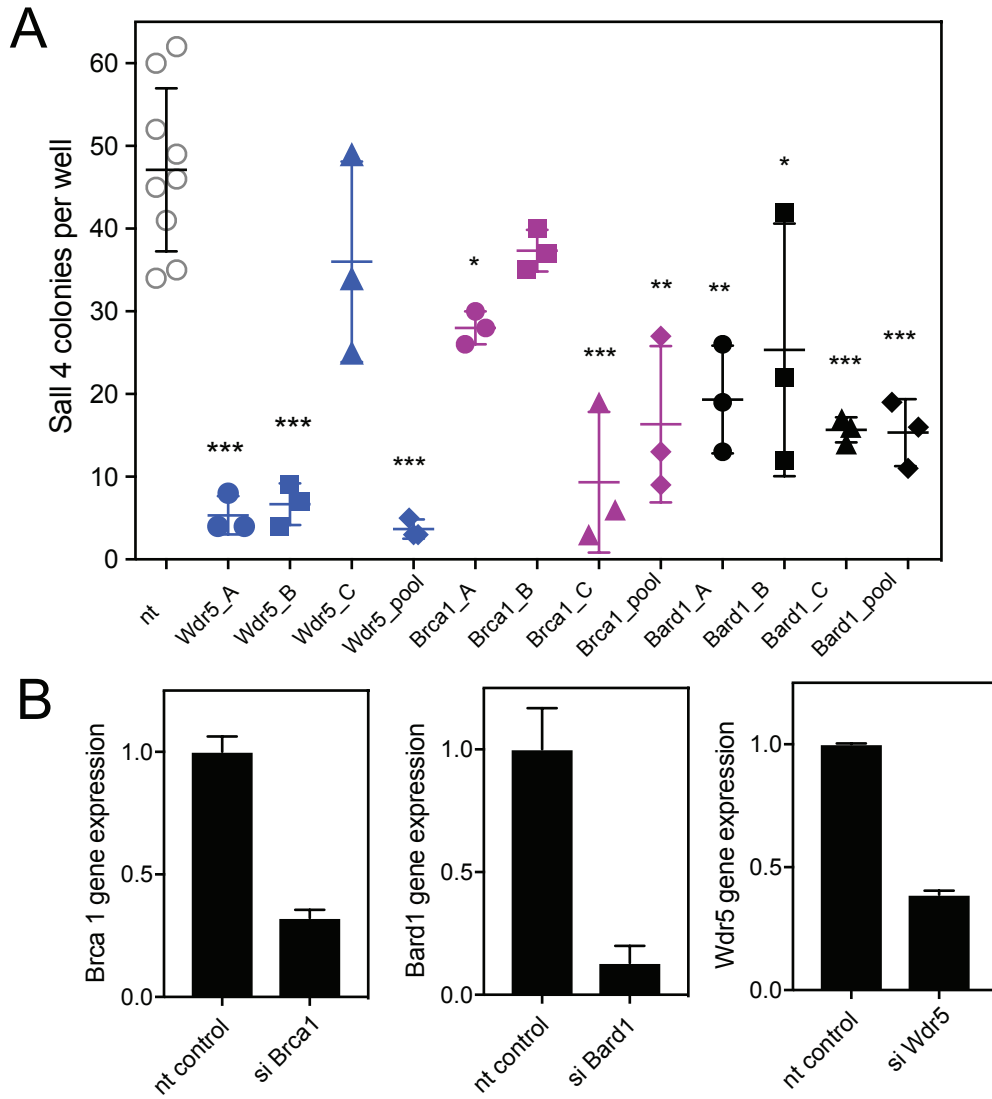 A
Sall 4 colonies per well
60
50
40
30
20
10
0
***
***
***
*
***
**
**
*
***
***
nt
Wdr5_A
Wdr5_B
Wdr5_C
Wdr5_pool
Brca1_A
Brca1_B
Brca1_C
Brca1_pool
Bard1_A
Bard1_B
Bard1_C
Bard1_pool
B
Brca 1 gene expression
1.0
0.5
0.0
nt control
si Brca1
Bard1 gene expression
1.0
0.5
0.0
nt control
si Bard1
Wdr5 gene expression
1.0
0.5
0.0
nt control
si Wdr5